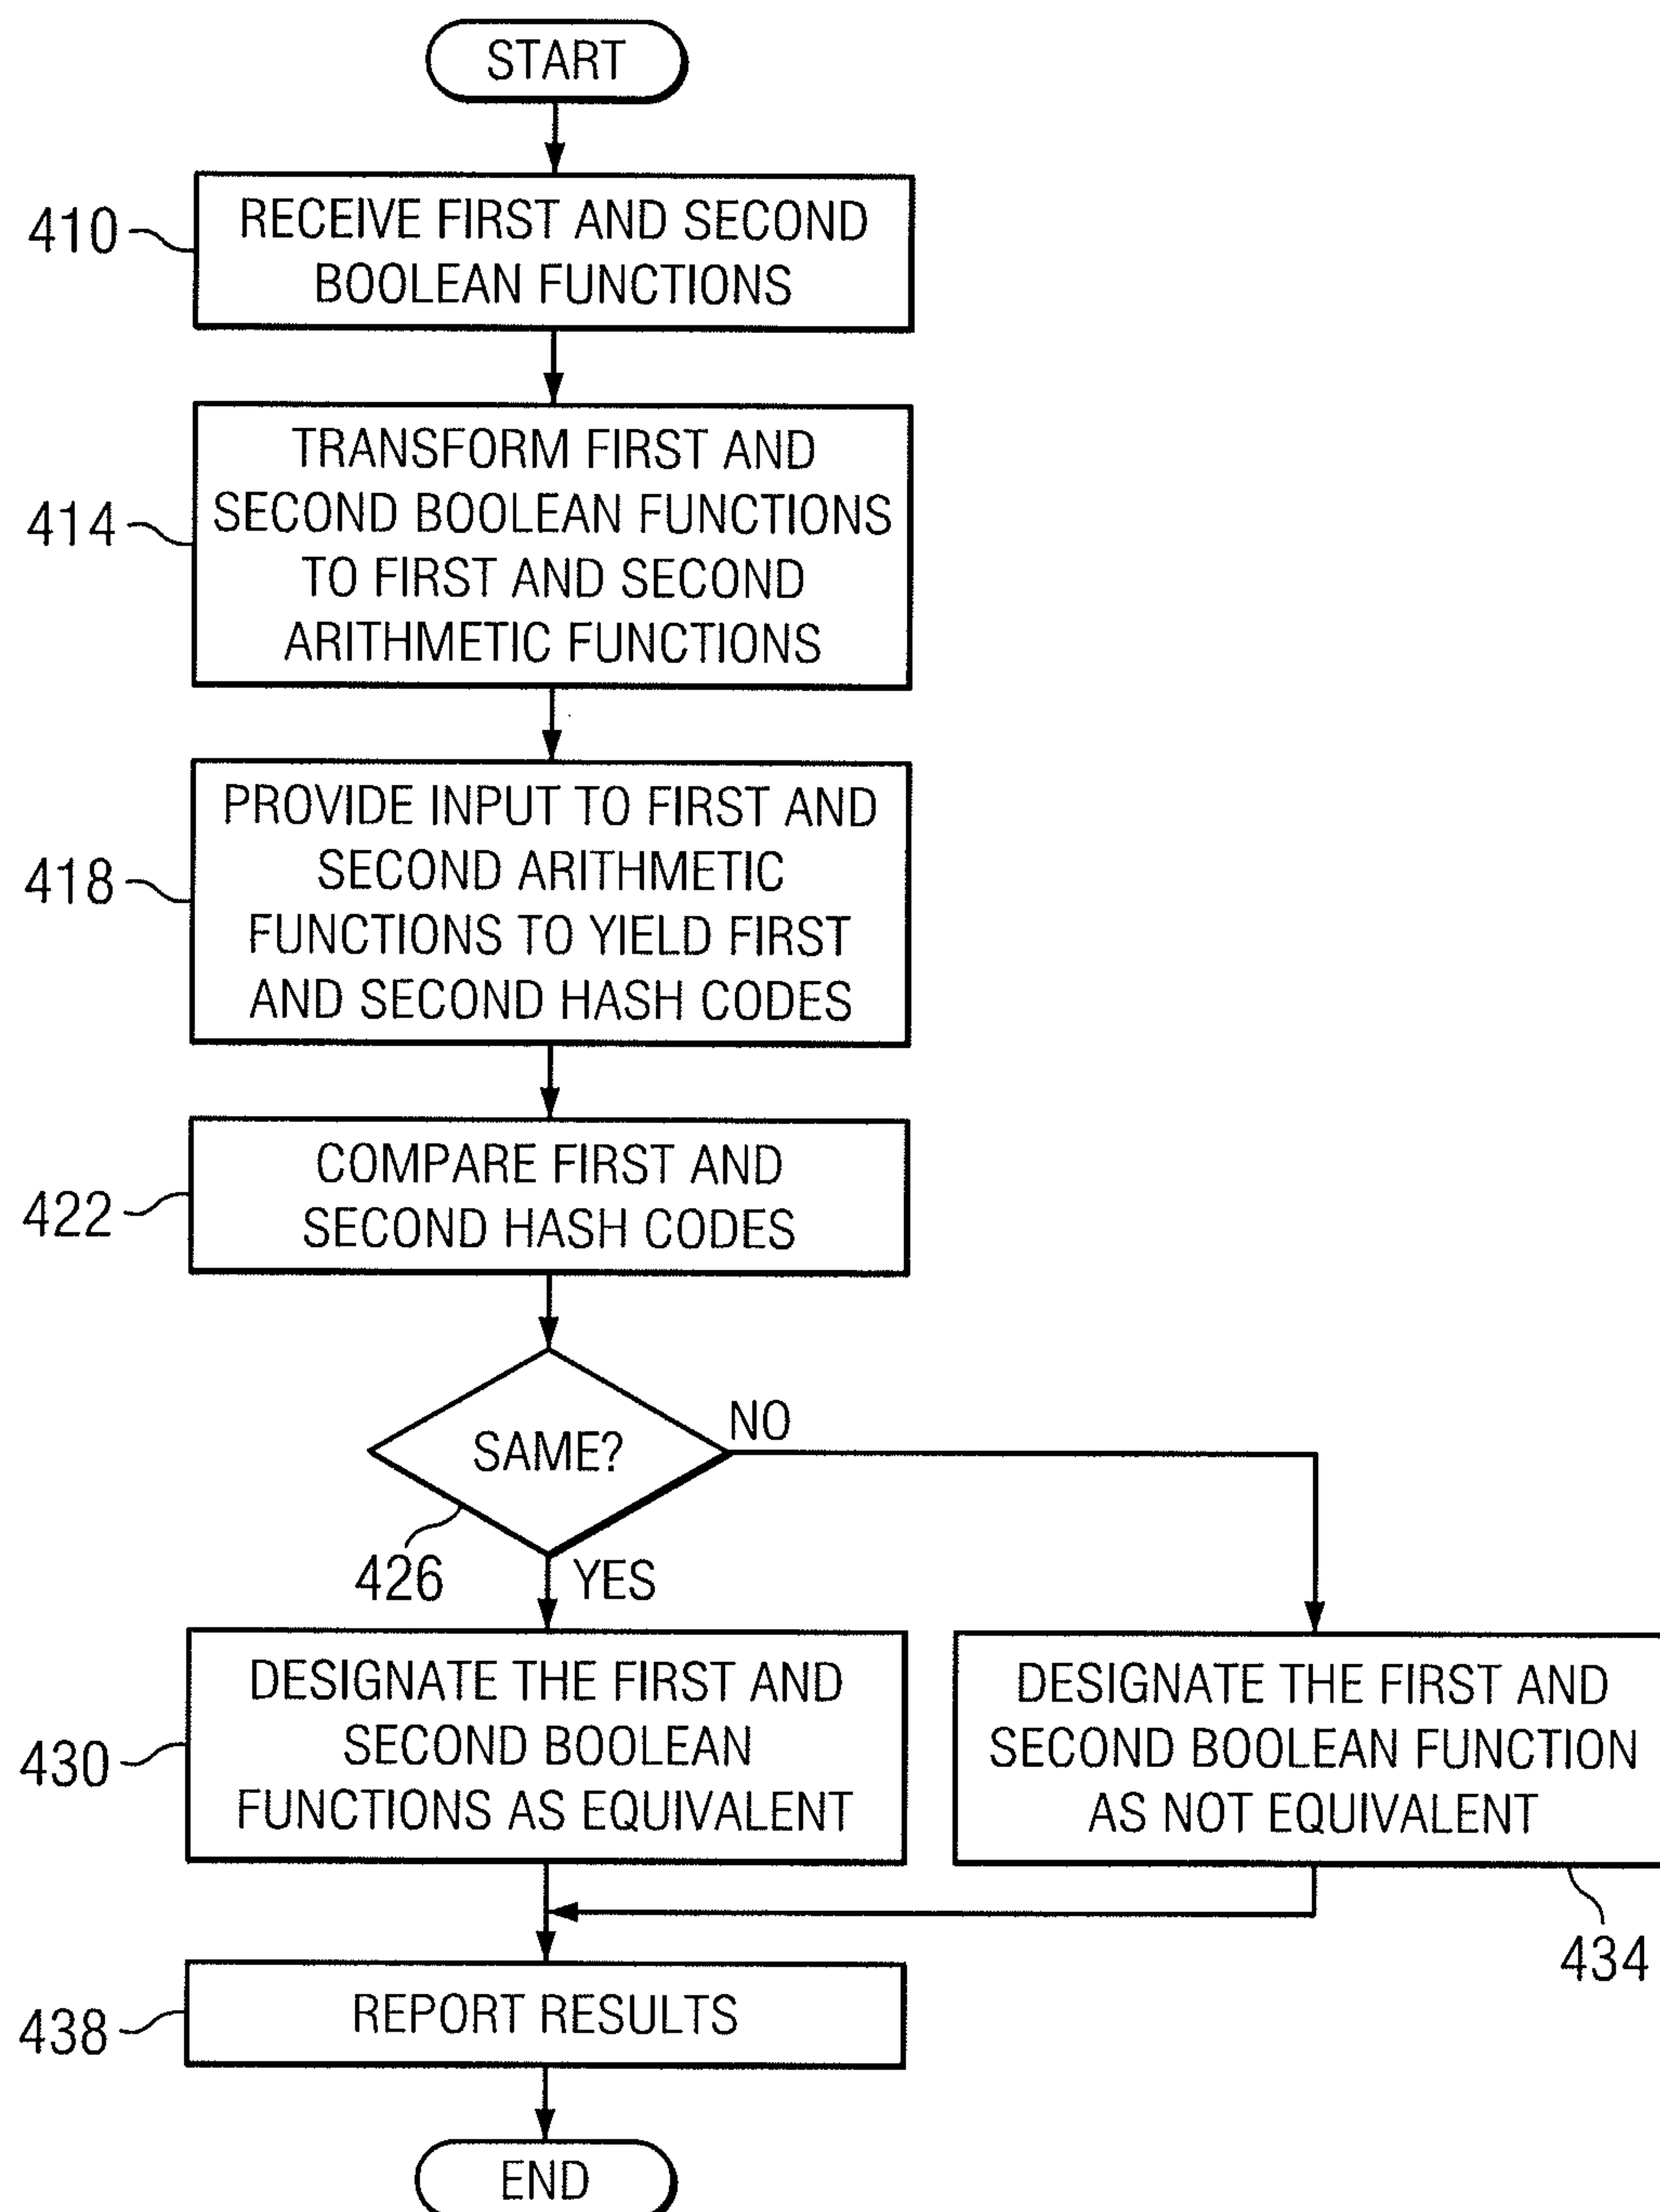 START
410
RECEIVE FIRST AND SECOND
BOOLEAN FUNCTIONS
414
TRANSFORM FIRST AND
SECOND BOOLEAN FUNCTIONS
TO FIRST AND SECOND
ARITHMETIC FUNCTIONS
418
PROVIDE INPUT TO FIRST AND
SECOND ARITHMETIC
FUNCTIONS TO YIELD FIRST
AND SECOND HASH CODES
422
COMPARE FIRST AND
SECOND HASH CODES
SAME?
NO
426
YES
430
DESIGNATE THE FIRST AND
SECOND BOOLEAN
FUNCTIONS AS EQUIVALENT
DESIGNATE THE FIRST AND
SECOND BOOLEAN FUNCTION
AS NOT EQUIVALENT
434
438
REPORT RESULTS
END